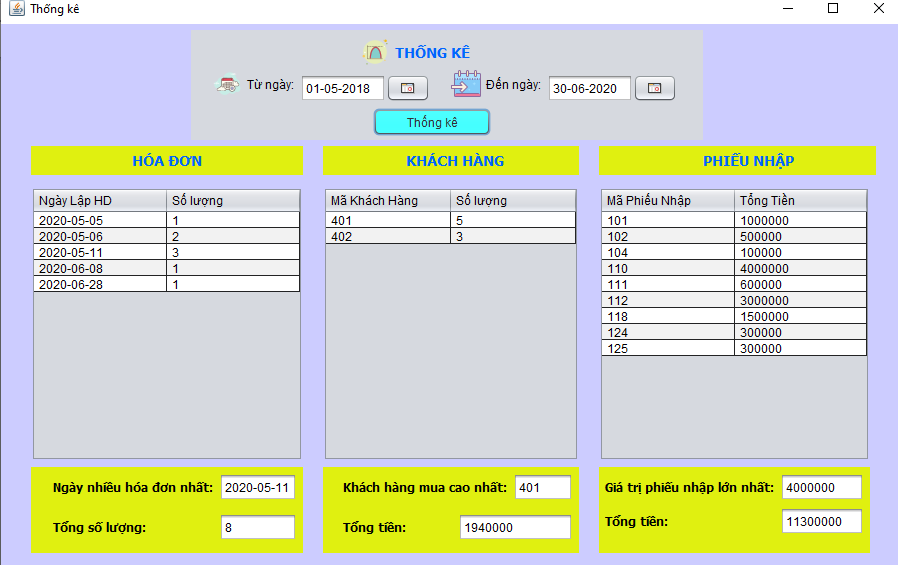 Thống kê
THỐNG KÊ
Từ ngày: 01-05-2018 Đến ngày: 30-06-2020
Thống kê
HÓA ĐƠN
Ngày Lập HD Số lượng
2020-05-05 1
2020-05-06 2
2020-05-11 3
2020-06-08 1
2020-06-28 1
Ngày nhiều hóa đơn nhất: 2020-05-11
Tổng số lượng: 8
KHÁCH HÀNG
Mã Khách Hàng Số lượng
401 5
402 3
Khách hàng mua cao nhất: 401
Tổng tiền: 1940000
PHIẾU NHẬP
Mã Phiếu Nhập Tổng Tiền
101 1000000
102 500000
104 100000
110 4000000
111 600000
112 3000000
118 1500000
124 300000
125 300000
Giá trị phiếu nhập lớn nhất: 4000000
Tổng tiền: 11300000